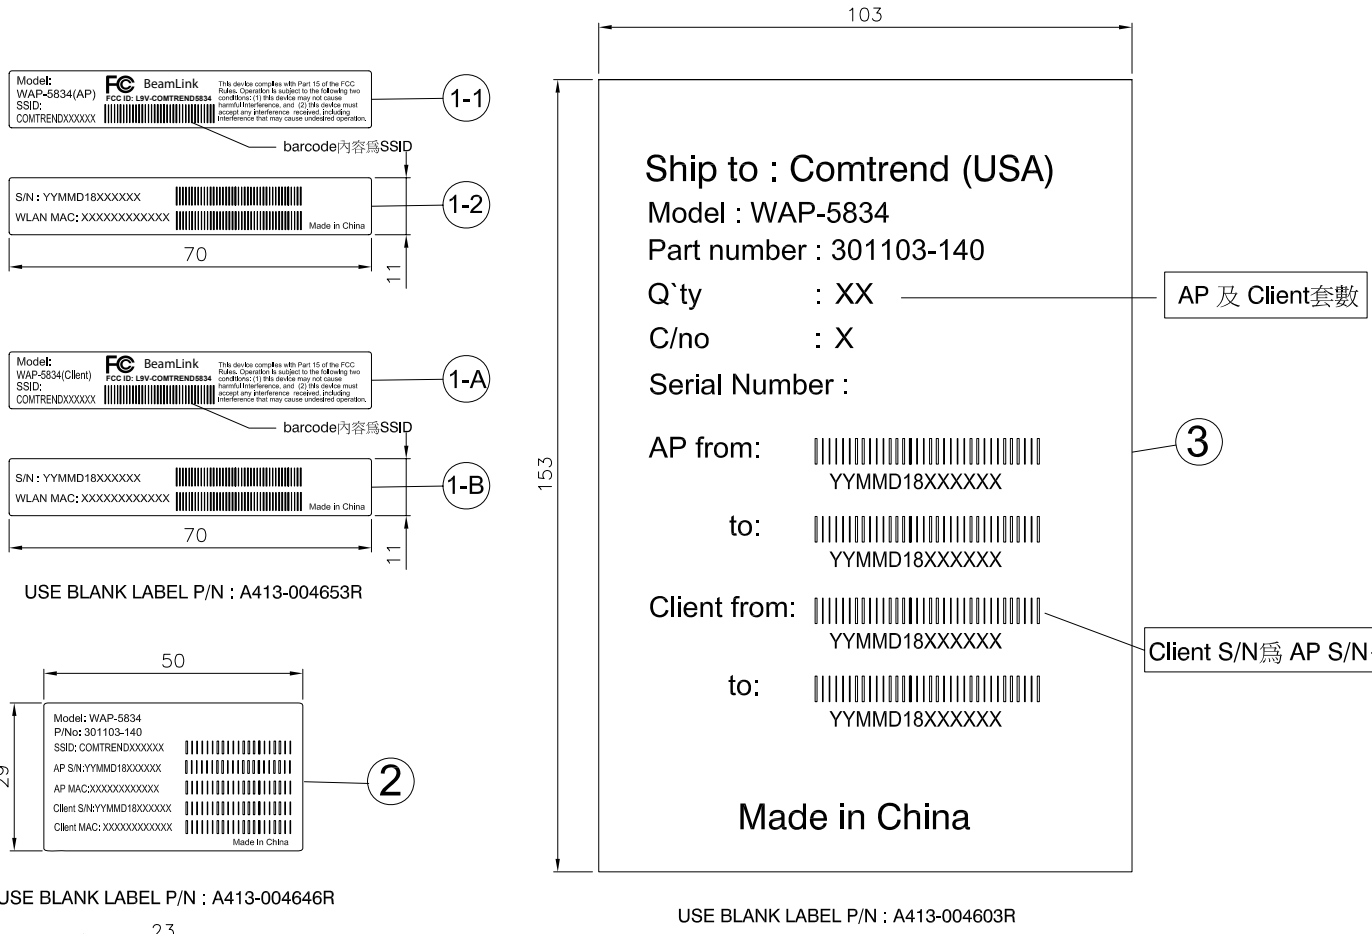 Model:
WAP-5834(AP)
SSID:
COMTRENDXXXXXX
FC BeamLink
FCC ID: L9V-COMTREND5834
This device complies with Part 15 of the FCC
Rules. Operation is subject to the following two
conditions: (1) this device may not cause
harmful interference, and (2) this device must
accept any interference received, including
interference that may cause undesired operation.
1-1
barcode內容爲SSID
S/N : YYMMD18XXXXXX
WLAN MAC: XXXXXXXXXXXX
Made in China
1-2
70
11
Model:
WAP-5834(Client)
SSID:
COMTRENDXXXXXX
FC BeamLink
FCC ID: L9V-COMTREND5834
This device complies with Part 15 of the FCC
Rules. Operation is subject to the following two
conditions: (1) this device may not cause
harmful interference, and (2) this device must
accept any interference received, including
interference that may cause undesired operation.
1-A
barcode內容爲SSID
S/N : YYMMD18XXXXXX
WLAN MAC: XXXXXXXXXXXX
Made in China
1-B
70
11
USE BLANK LABEL P/N : A413-004653R
50
29
Model: WAP-5834
P/No: 301103-140
SSID: COMTRENDXXXXXX
AP S/N:YYMMD18XXXXXX
AP MAC:XXXXXXXXXXXX
Client S/N:YYMMD18XXXXXX
Client MAC: XXXXXXXXXXXX
Made In China
2
USE BLANK LABEL P/N : A413-004646R
23
103
153
Ship to : Comtrend (USA)
Model : WAP-5834
Part number : 301103-140
Q`ty : XX
AP 及 Client套數
C/no : X
Serial Number :
AP from:
YYMMD18XXXXXX
3
to:
YYMMD18XXXXXX
Client from:
YYMMD18XXXXXX
Client S/N爲 AP S/N
to:
YYMMD18XXXXXX
Made in China
USE BLANK LABEL P/N : A413-004603R